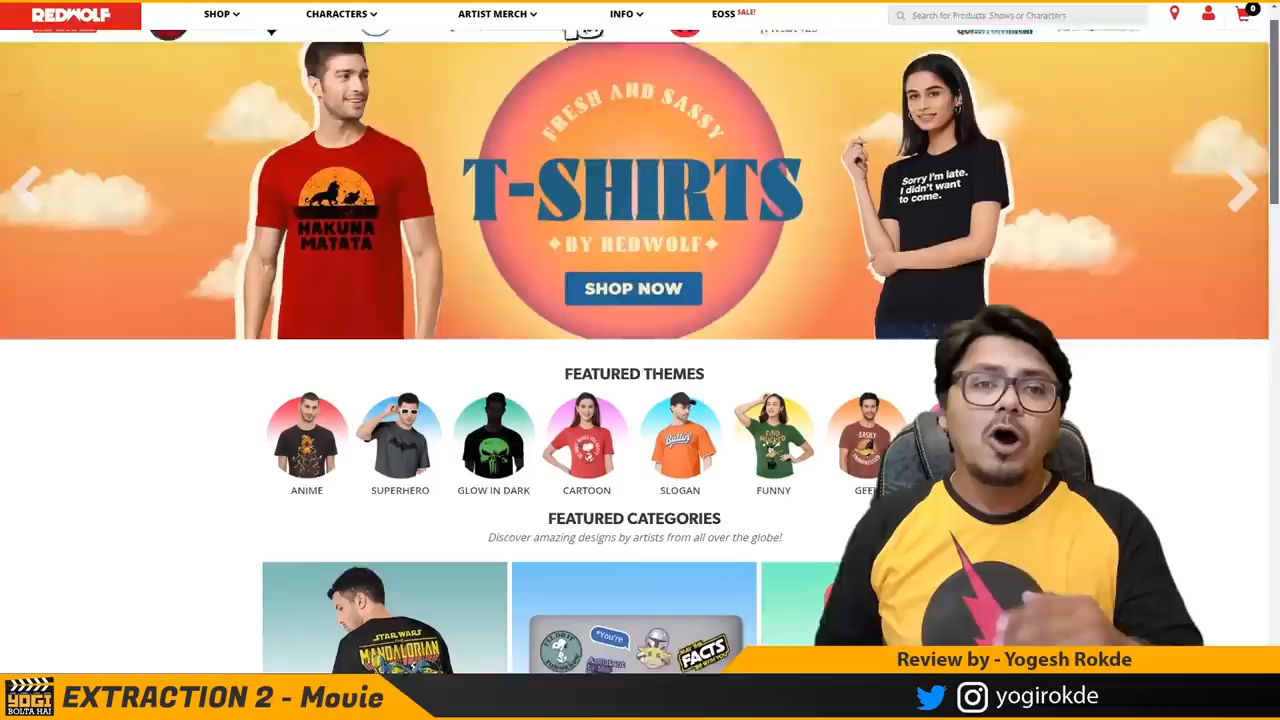 REDWOLF
SHOP
CHARACTERS
ARTIST MERCH
INFO
EOSS SALE!
Search for Products, Shows or Characters
0
FRESH AND SASSY
T-SHIRTS
BY REDWOLF
SHOP NOW
HAKUNA
MATATA
Sorry I'm late.
I didn't want
to come.
FEATURED THEMES
ANIME
SUPERHERO
GLOW IN DARK
CARTOON
SLOGAN
FUNNY
FEATURED CATEGORIES
Discover amazing designs by artists from all over the globe!
STAR WARS
THE
MANDALORIAN
*You're
FACTS
Review by - Yogesh Rokde
YOGI
BOLTA HAI
EXTRACTION 2 - Movie
yogirokde